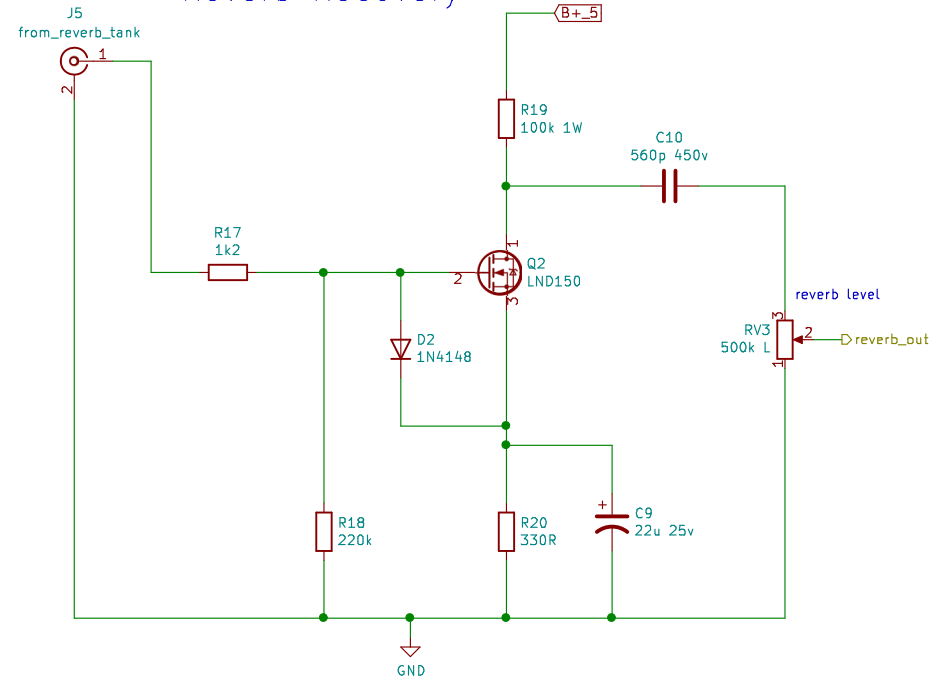 J5
from_reverb_tank
1
2
B+_5
R19
100k 1W
C10
560p 450v
R17
1k2
1
2
3
Q2
LND150
D2
1N4148
reverb level
3
RV3
500k L
2
1
reverb_out
R18
220k
R20
330R
+
C9
22u 25v
GND